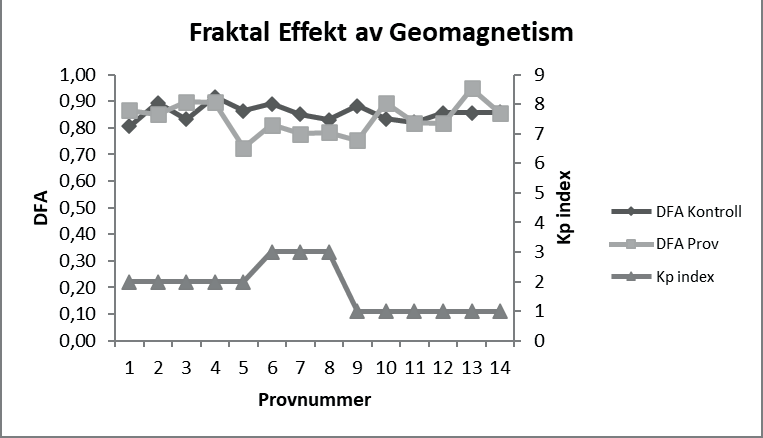 Fraktal Effekt av Geomagnetism
1,00
0,90
0,80
0,70
0,60
0,50
0,40
0,30
0,20
0,10
0,00
DFA
9
8
7
6
5
4
3
2
1
0
Kp index
1 2 3 4 5 6 7 8 9 10 11 12 13 14
Provnummer
DFA Kontroll
DFA Prov
Kp index